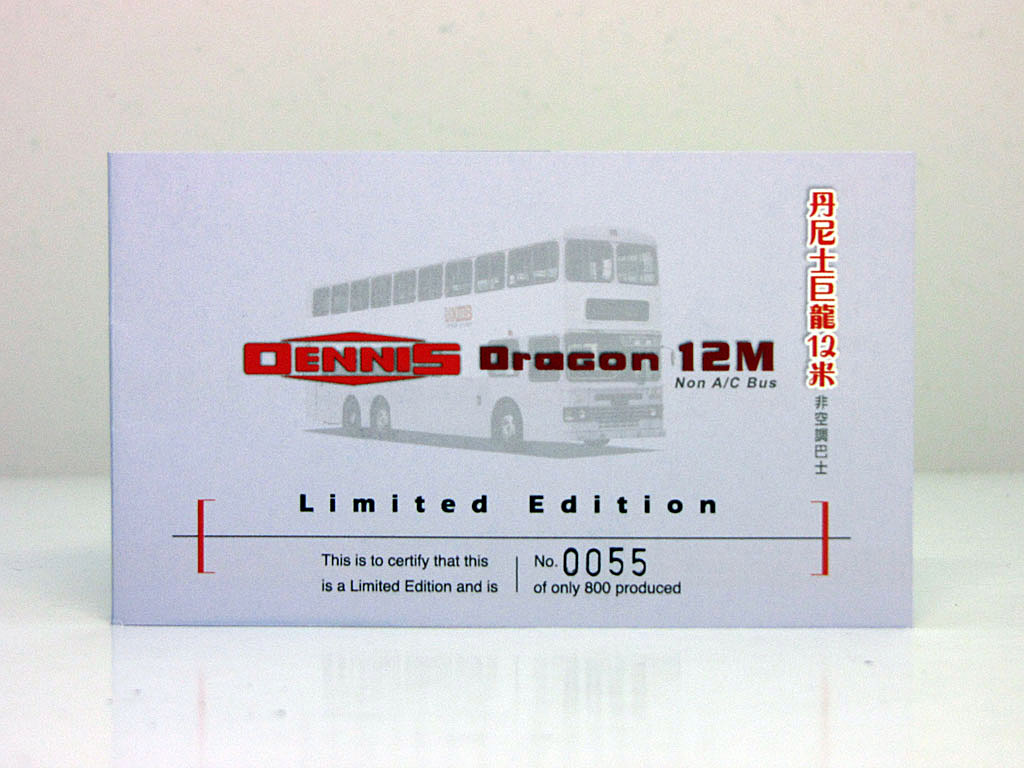 DENNIS Dragon 12M
Non A/C Bus
丹尼士巨龍12米
非空調巴士
Limited Edition
This is to certify that this
is a Limited Edition and is
No. 0055
of only 800 produced